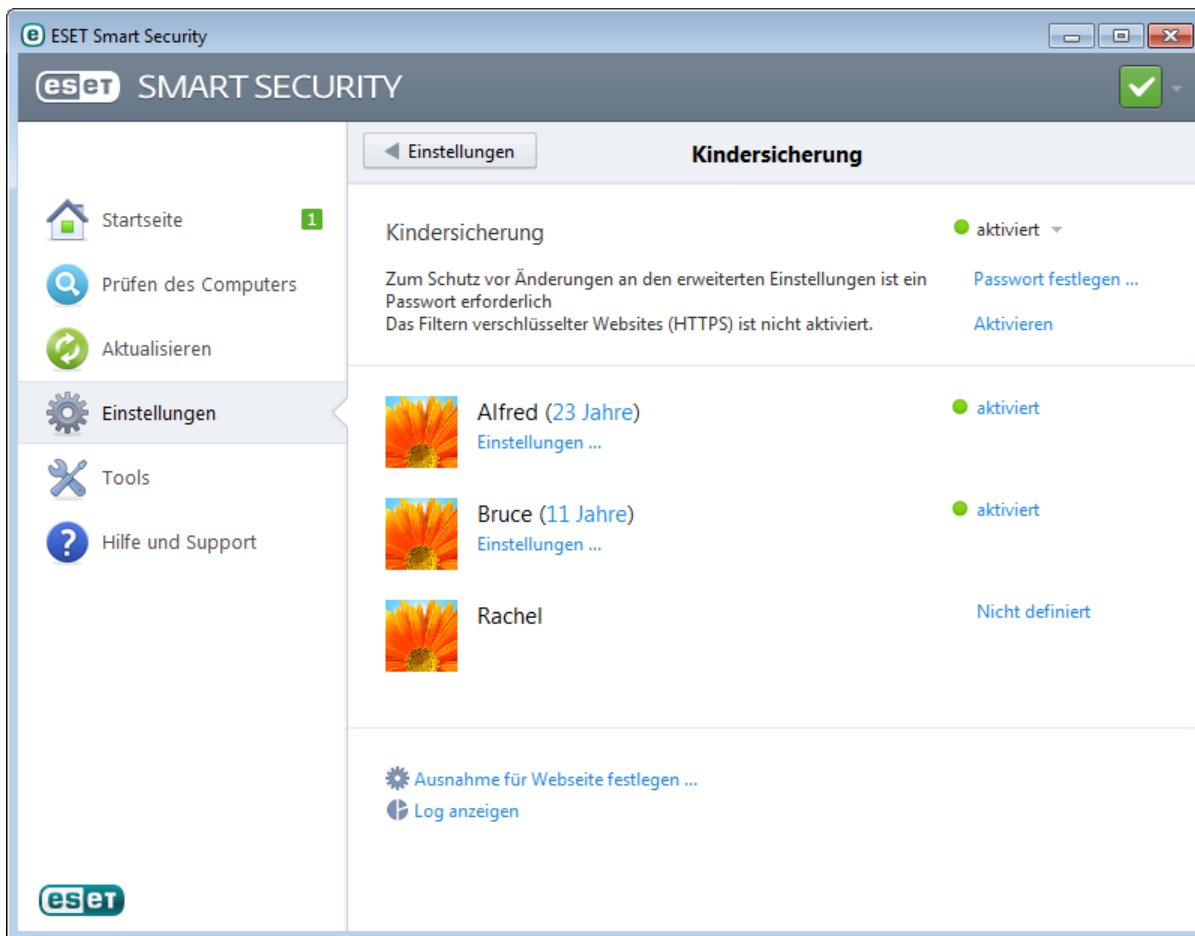 ESET Smart Security
eset SMART SECURITY
Einstellungen
Kindersicherung
Startseite 1
Prüfen des Computers
Aktualisieren
Einstellungen
Tools
Hilfe und Support
Kindersicherung
aktiviert
Zum Schutz vor Änderungen an den erweiterten Einstellungen ist ein
Passwort erforderlich
Passwort festlegen ...
Das Filtern verschlüsselter Websites (HTTPS) ist nicht aktiviert.
Aktivieren
Alfred (23 Jahre)
aktiviert
Einstellungen ...
Bruce (11 Jahre)
aktiviert
Einstellungen ...
Rachel
Nicht definiert
Ausnahme für Webseite festlegen ...
Log anzeigen
eset